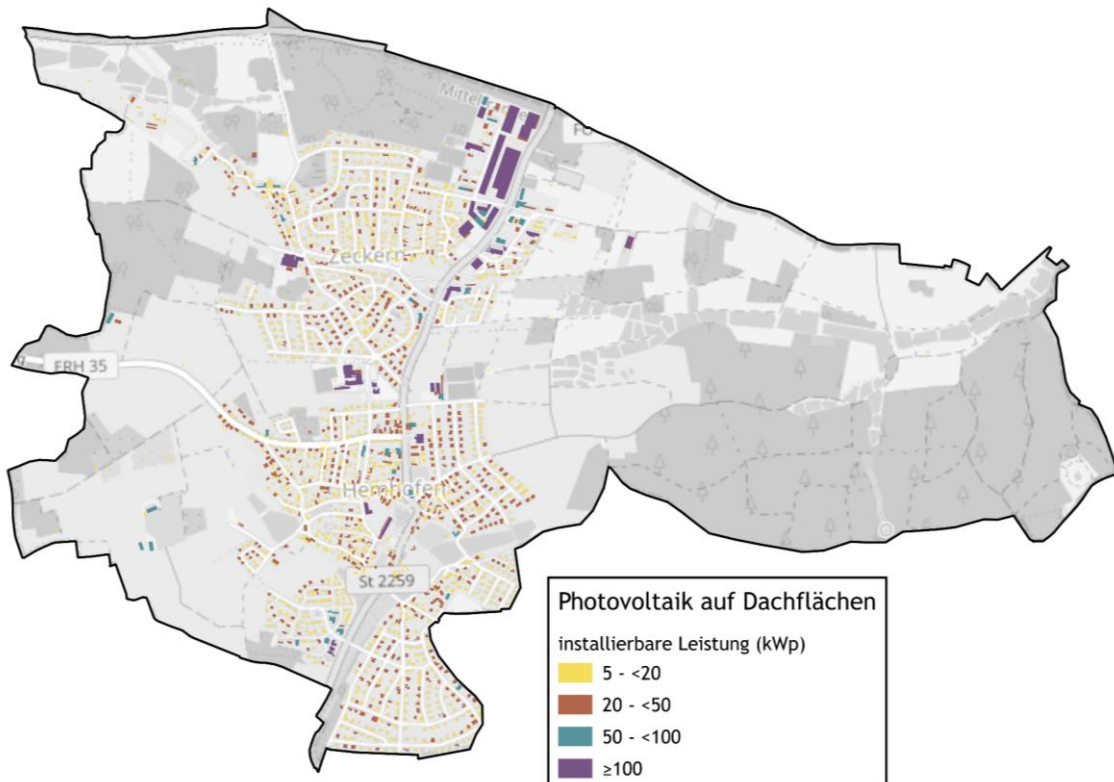 FO
Zeckern
ERH 35
Hemhofen
St 2259
Photovoltaik auf Dachflächen
installierbare Leistung (kWp)
5 - <20
20 - <50
50 - <100
≥100